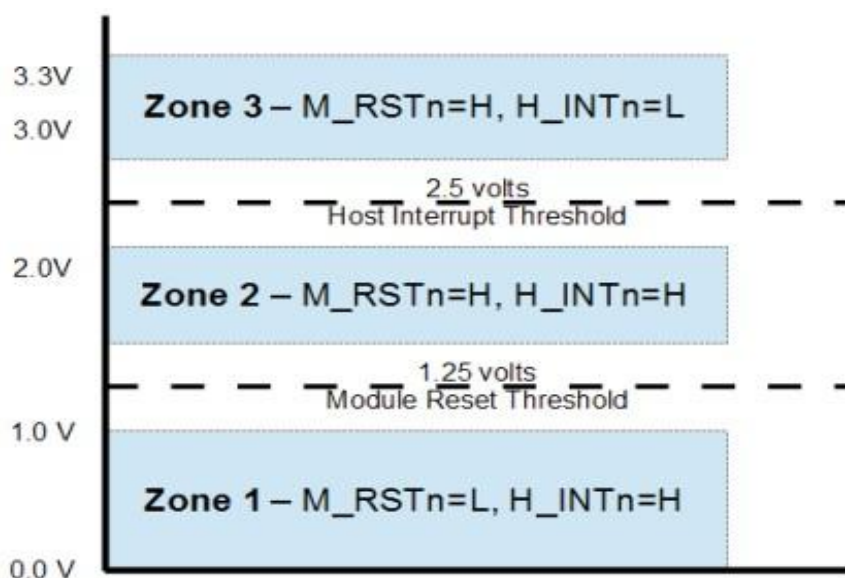 3.3V
Zone 3 – M_RSTn=H, H_INTn=L
3.0V
2.5 volts
Host Interrupt Threshold
2.0V
Zone 2 – M_RSTn=H, H_INTn=H
1.25 volts
Module Reset Threshold
1.0 V
Zone 1 – M_RSTn=L, H_INTn=H
0.0 V